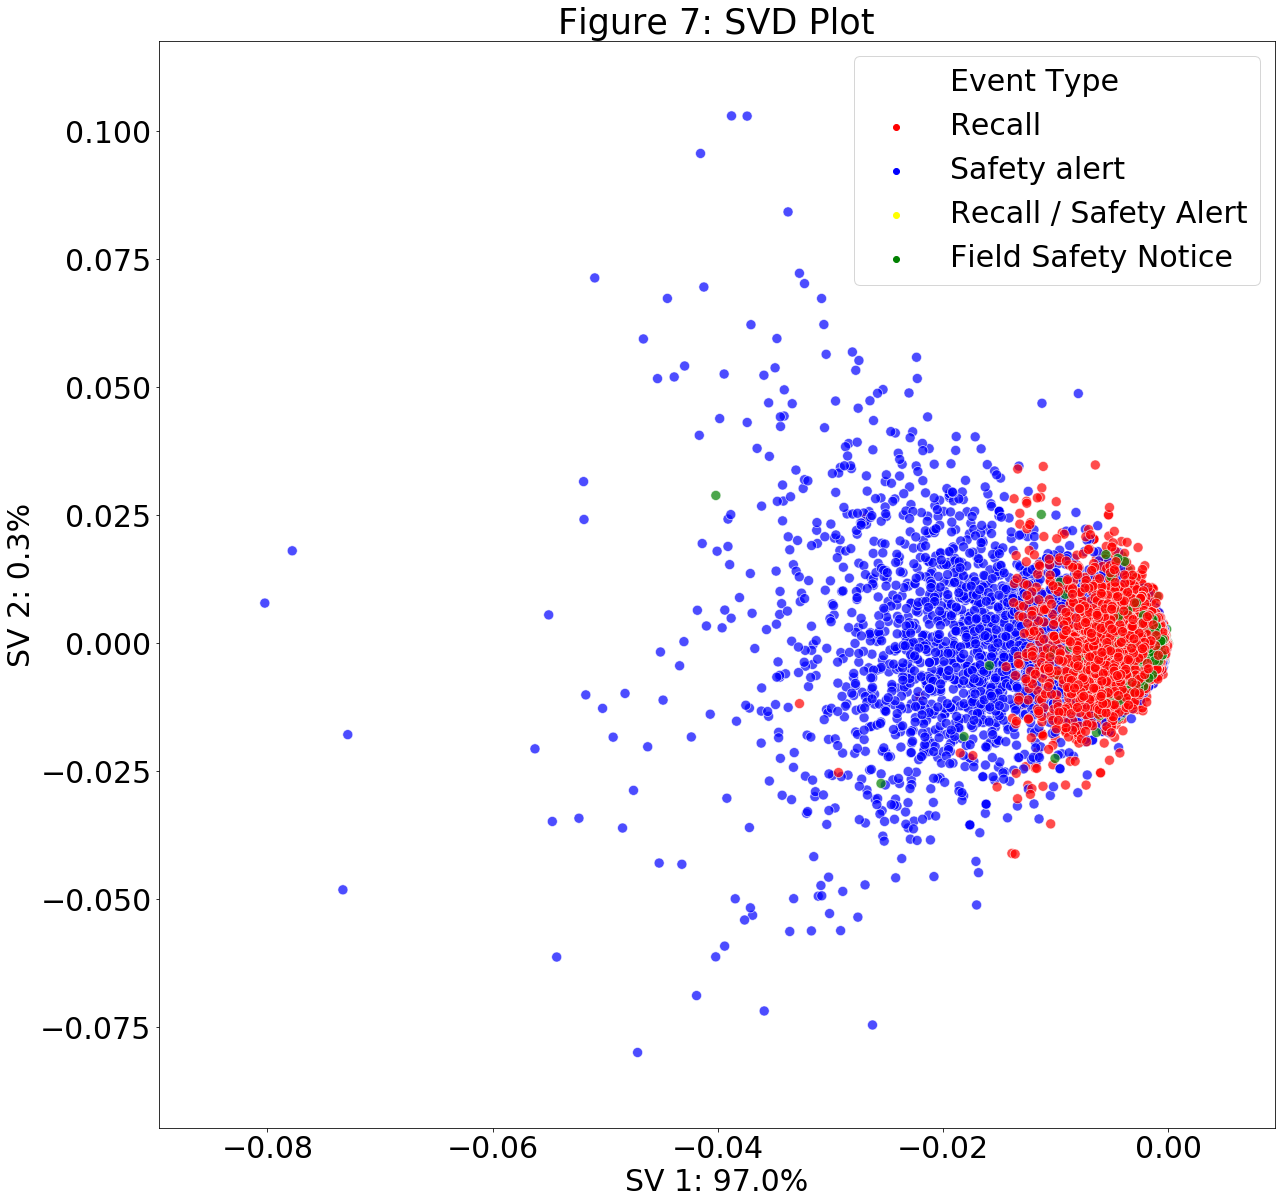 Figure 7: SVD Plot
Event Type
Recall
Safety alert
Recall / Safety Alert
Field Safety Notice
0.100
0.075
0.050
0.025
0.000
−0.025
−0.050
−0.075
SV 2: 0.3%
−0.08
−0.06
−0.04
−0.02
0.00
SV 1: 97.0%